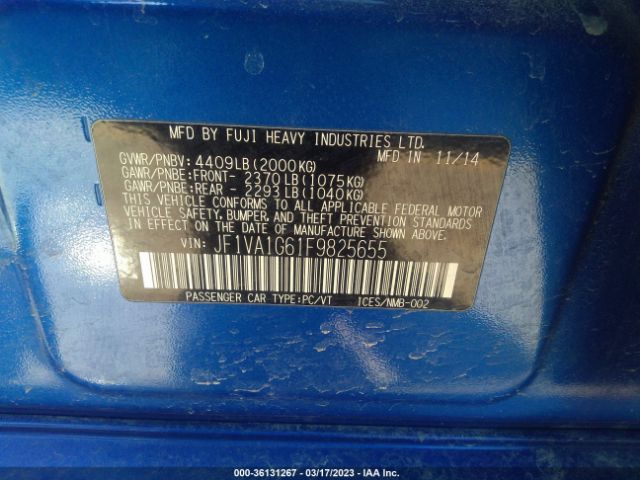 MFD BY FUJI HEAVY INDUSTRIES LTD.
GVWR/PNBV: 4409LB(2000KG) MFD IN 11/14
GAWR/PNBE:FRONT- 2370LB(1075KG)
GAWR/PNBE:REAR - 2293LB(1040KG)
THIS VEHICLE CONFORMS TO ALL APPLICABLE FEDERAL MOTOR
VEHICLE SAFETY, BUMPER, AND THEFT PREVENTION STANDARDS
IN EFFECT ON THE DATE OF MANUFACTURE SHOWN ABOVE.
VIN: JF1VA1G61F9825655
PASSENGER CAR TYPE:PC/VT ICES/NMB-002
000-36131267 - 03/17/2023 - IAA Inc.